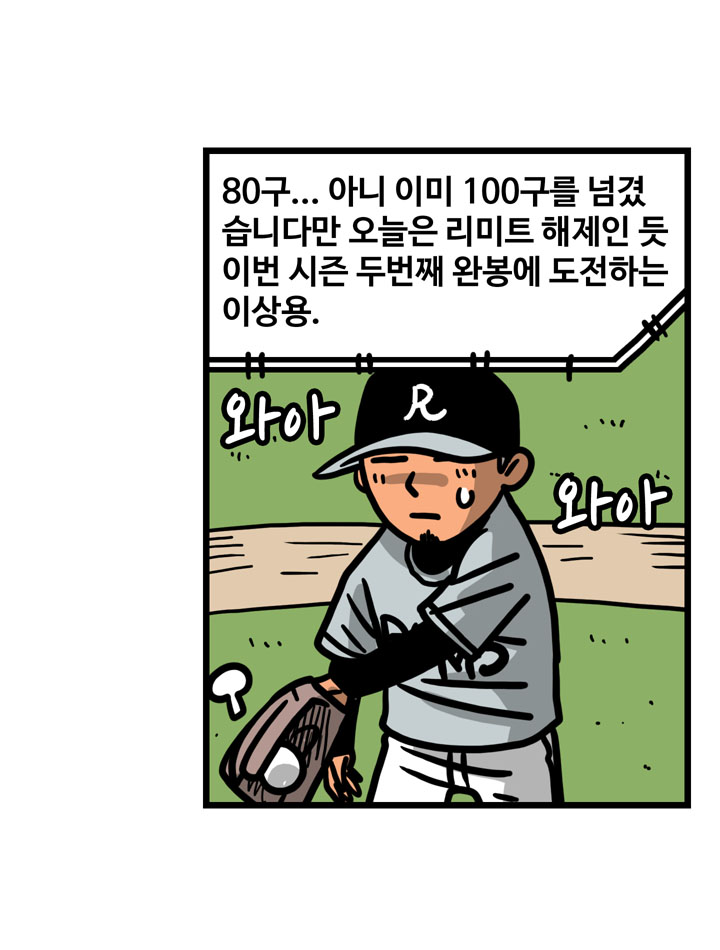 80구... 아니 이미 100구를 넘겼
습니다만 오늘은 리미트 해제인 듯
이번 시즌 두번째 완봉에 도전하는
이상용.
R
와아
와아